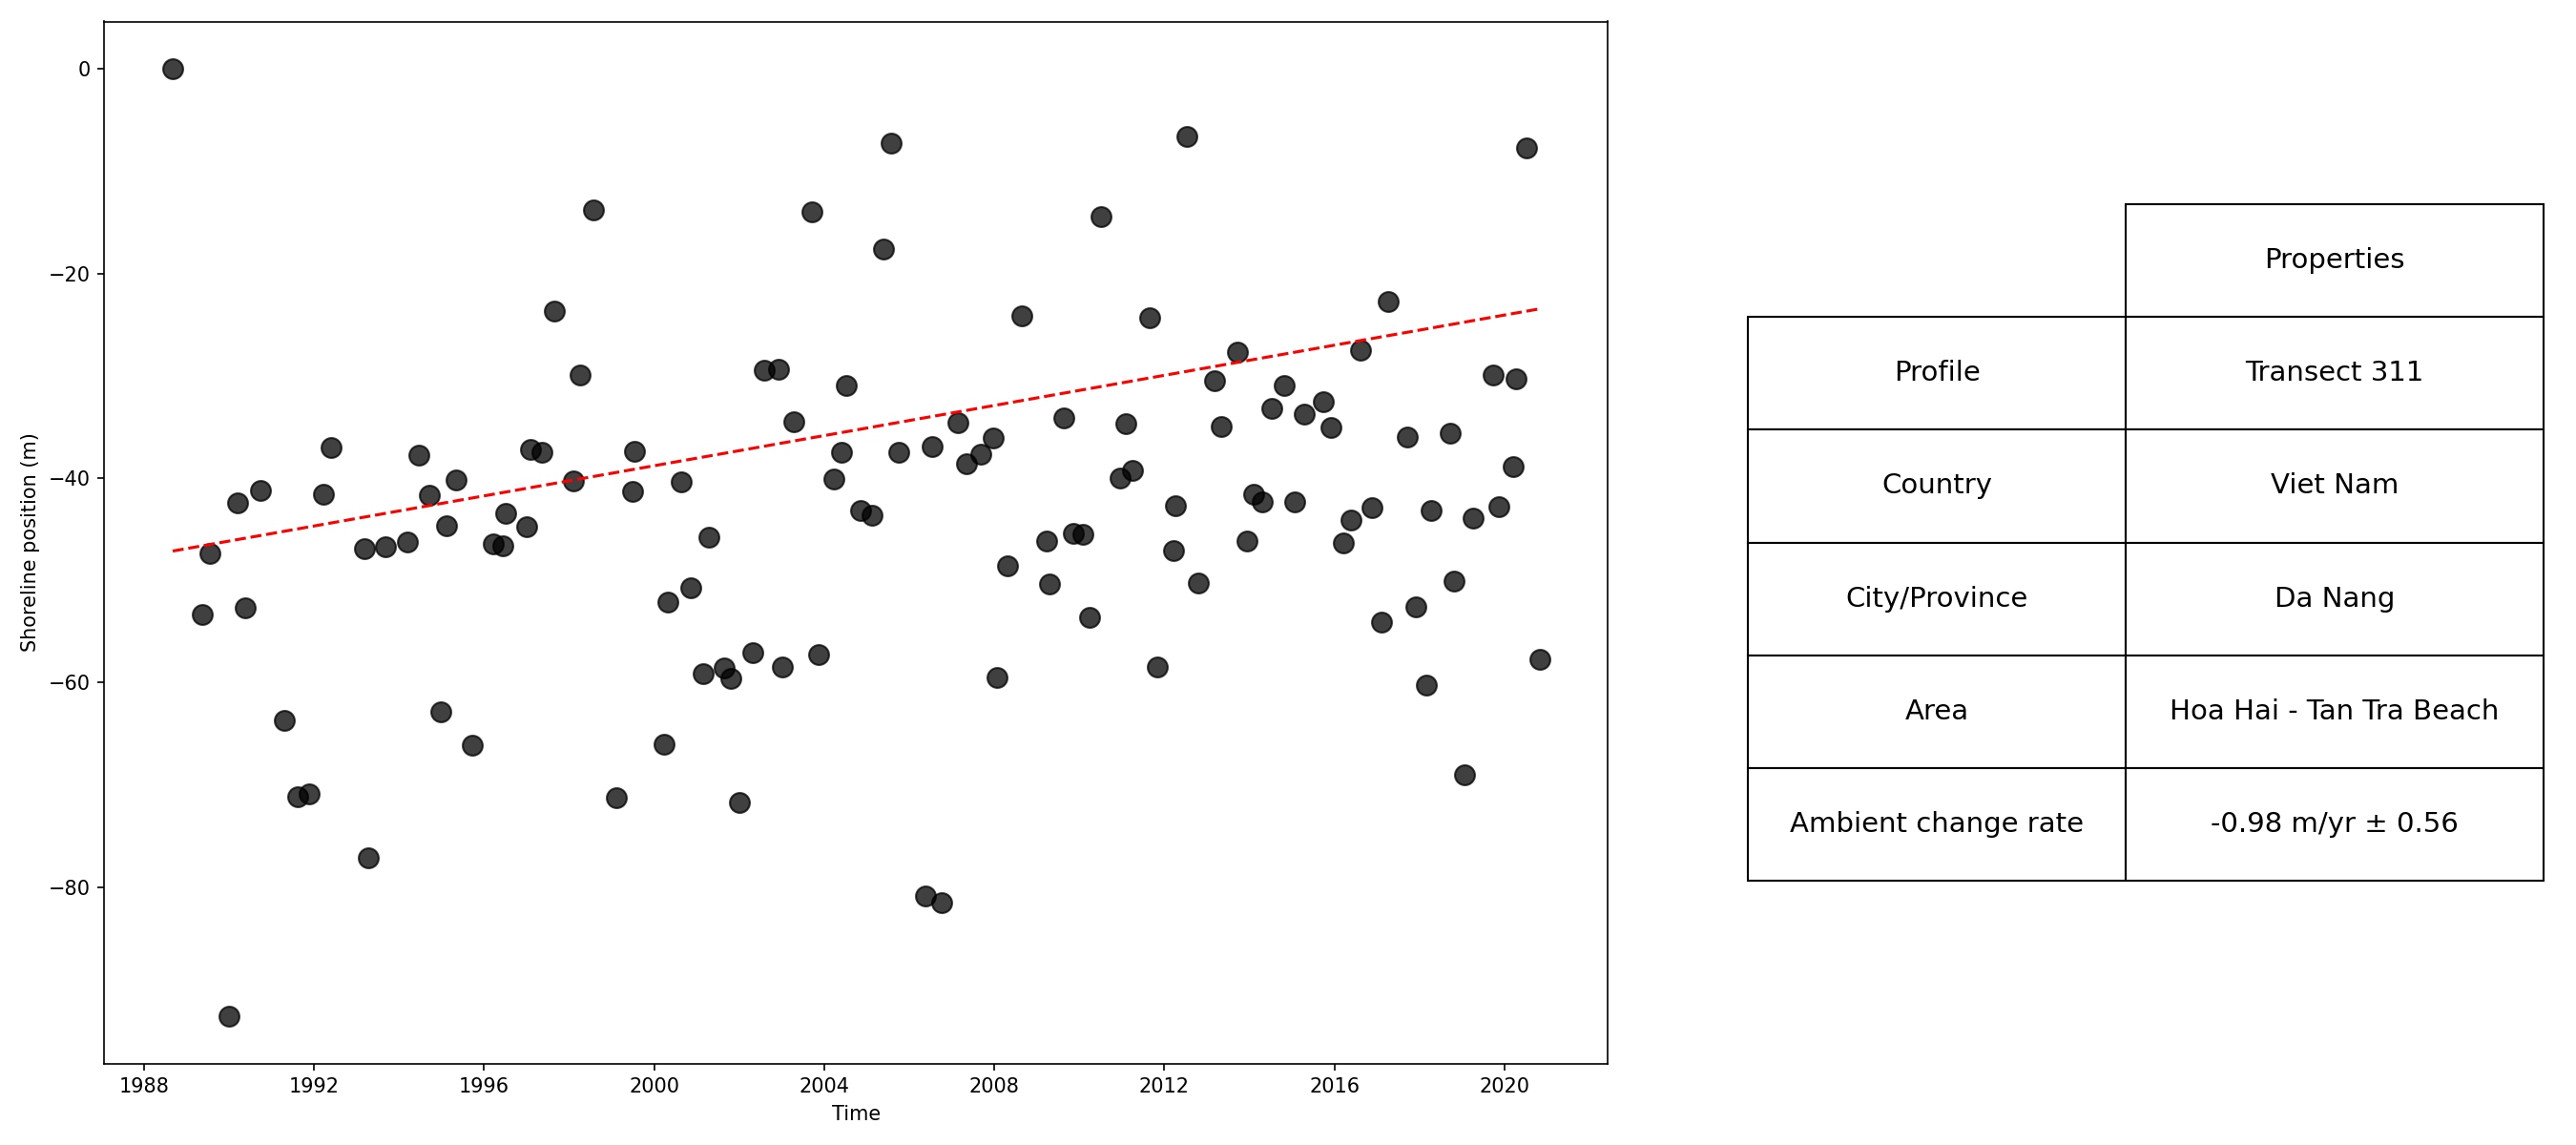 0
−20
−40
−60
−80
Shoreline position (m)
1988 1992 1996 2000 2004 2008 2012 2016 2020
Time
Properties
Profile Transect 311
Country Viet Nam
City/Province Da Nang
Area Hoa Hai - Tan Tra Beach
Ambient change rate -0.98 m/yr ± 0.56